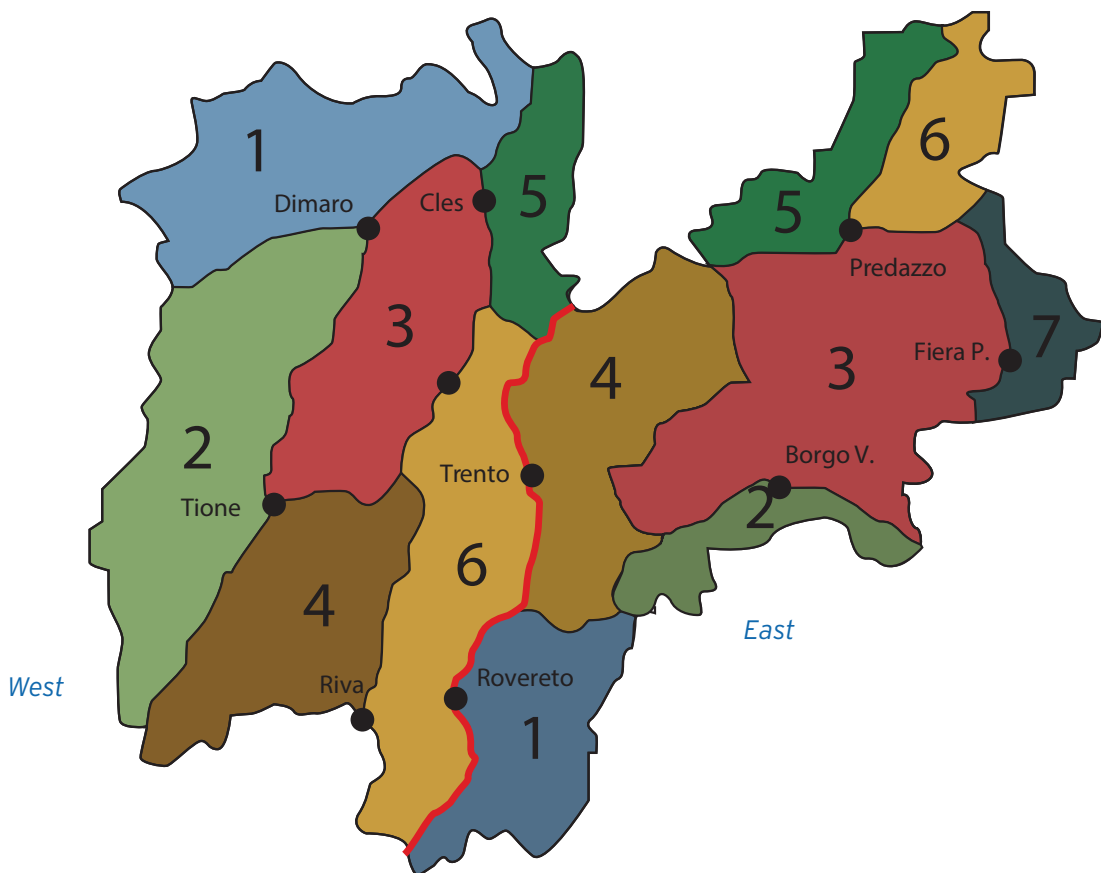 1
6
5
Cles
Dimaro
5
Predazzo
3
7
4
3
Fiera P.
2
Borgo V.
Trento
2
Tione
6
4
East
Riva
Rovereto
West
1